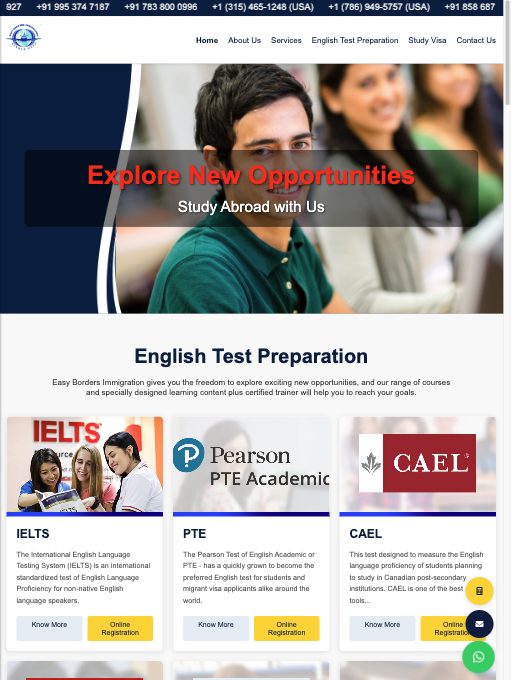 927 +91 995 374 7187 +91 783 800 0996 +1 (315) 465-1248 (USA) +1 (786) 949-5757 (USA) +91 858 687
Home About Us Services English Test Preparation Study Visa Contact Us
Explore New Opportunities
Study Abroad with Us
English Test Preparation
Easy Borders Immigration gives you the freedom to explore exciting new opportunities, and our range of courses
and specially designed learning content plus certified trainer will help you to reach your goals.
IELTS
IELTS
The International English Language
Testing System (IELTS) is an international
standardized test of English Language
Proficiency for non-native English
language speakers.
Know More
Online
Registration
Pearson
PTE Academic
PTE
The Pearson Test of English Academic or
PTE - has a quickly grown to become the
preferred English test for students and
migrant visa applicants alike around the
world.
Know More
Online
Registration
CAEL
CAEL
This test designed to measure the English
language proficiency of students planning
to study in Canadian post-secondary
institutions. CAEL is one of the best
tools...
Know More
Online